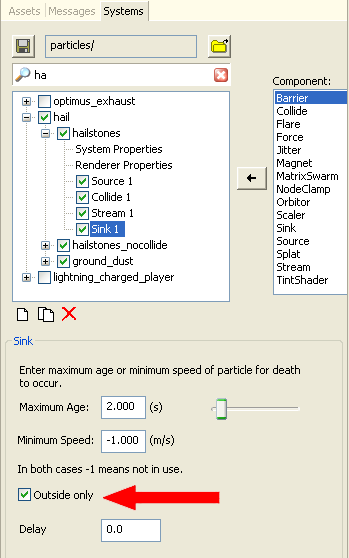 Assets Messages Systems
particles/
ha
Component:
optimus_exhaust
hail
hailstones
System Properties
Renderer Properties
Source 1
Collide 1
Stream 1
Sink 1
hailstones_nocollide
ground_dust
lightning_charged_player
Barrier
Collide
Flare
Force
Jitter
Magnet
MatrixSwarm
NodeClamp
Orbitor
Scaler
Sink
Source
Splat
Stream
TintShader
Sink
Enter maximum age or minimum speed of particle for death
to occur.
Maximum Age: 2.000 (s)
Minimum Speed: -1.000 (m/s)
In both cases -1 means not in use.
Outside only
Delay 0.0